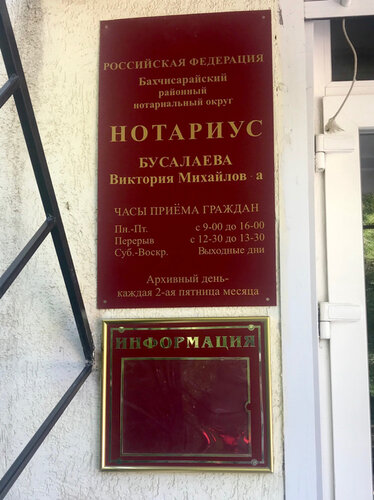 РОССИЙСКАЯ ФЕДЕРАЦИЯ
Бахчисарайский
районный
нотариальный округ
НОТАРИУС
БУСАЛАЕВА
Виктория Михайлов а
ЧАСЫ ПРИЁМА ГРАЖДАН
Пн.-Пт. с 9-00 до 16-00
Перерыв с 12-30 до 13-30
Суб.-Воскр. Выходные дни
Архивный день-
каждая 2-ая пятница месяца
ИНФОРМАЦИЯ